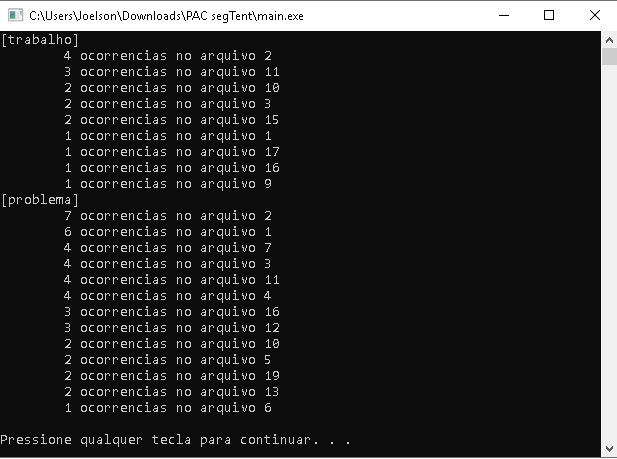 C:\Users\Joelson\Downloads\PAC segTent\main.exe
[trabalho]
4 ocorrencias no arquivo 2
3 ocorrencias no arquivo 11
2 ocorrencias no arquivo 10
2 ocorrencias no arquivo 3
2 ocorrencias no arquivo 15
1 ocorrencias no arquivo 1
1 ocorrencias no arquivo 17
1 ocorrencias no arquivo 16
1 ocorrencias no arquivo 9
[problema]
7 ocorrencias no arquivo 2
6 ocorrencias no arquivo 1
4 ocorrencias no arquivo 7
4 ocorrencias no arquivo 3
4 ocorrencias no arquivo 11
4 ocorrencias no arquivo 4
3 ocorrencias no arquivo 16
3 ocorrencias no arquivo 12
2 ocorrencias no arquivo 10
2 ocorrencias no arquivo 5
2 ocorrencias no arquivo 19
2 ocorrencias no arquivo 13
1 ocorrencias no arquivo 6
Pressione qualquer tecla para continuar. . .